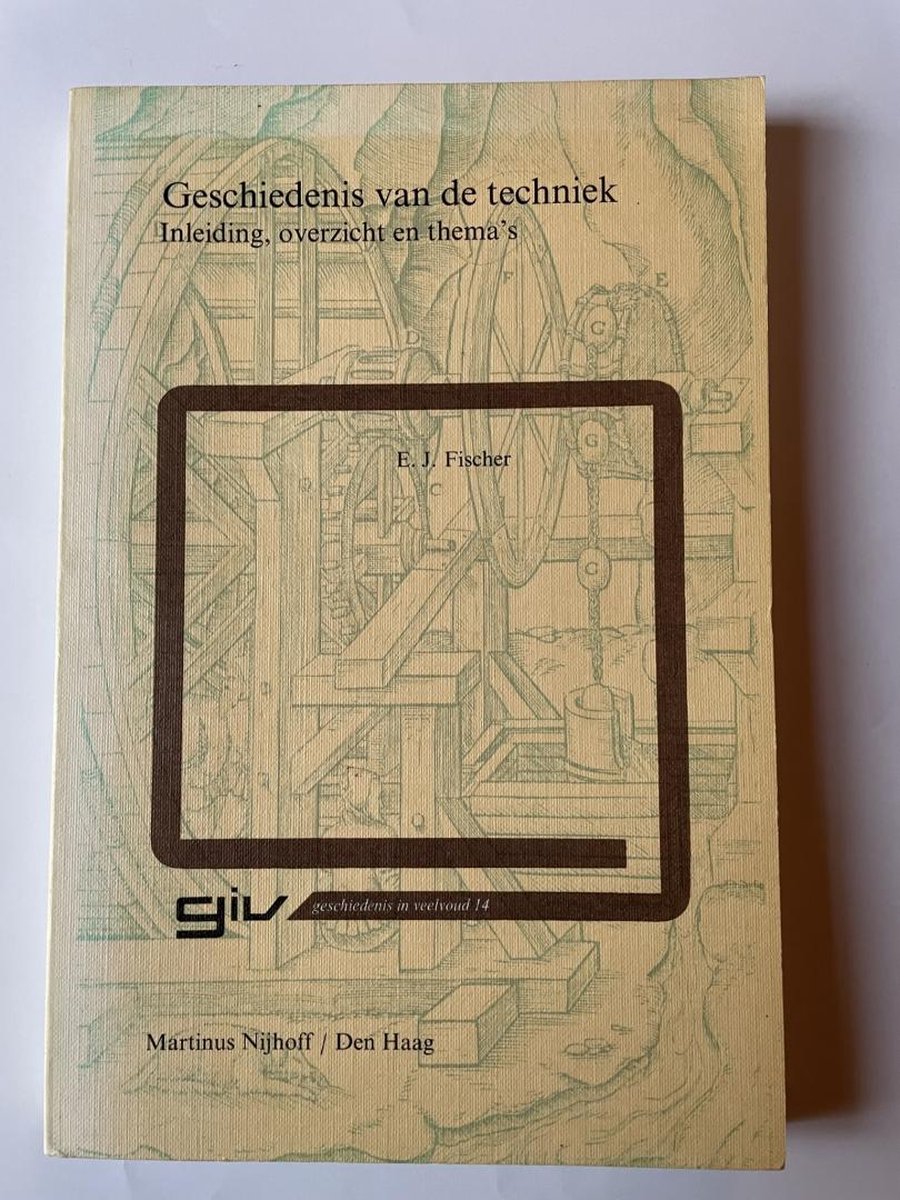 Geschiedenis van de techniek
Inleiding, overzicht en thema's
F
E
G
D
E. J. Fischer
G
C
C
giv
geschiedenis in veelvoud 14
Martinus Nijhoff / Den Haag